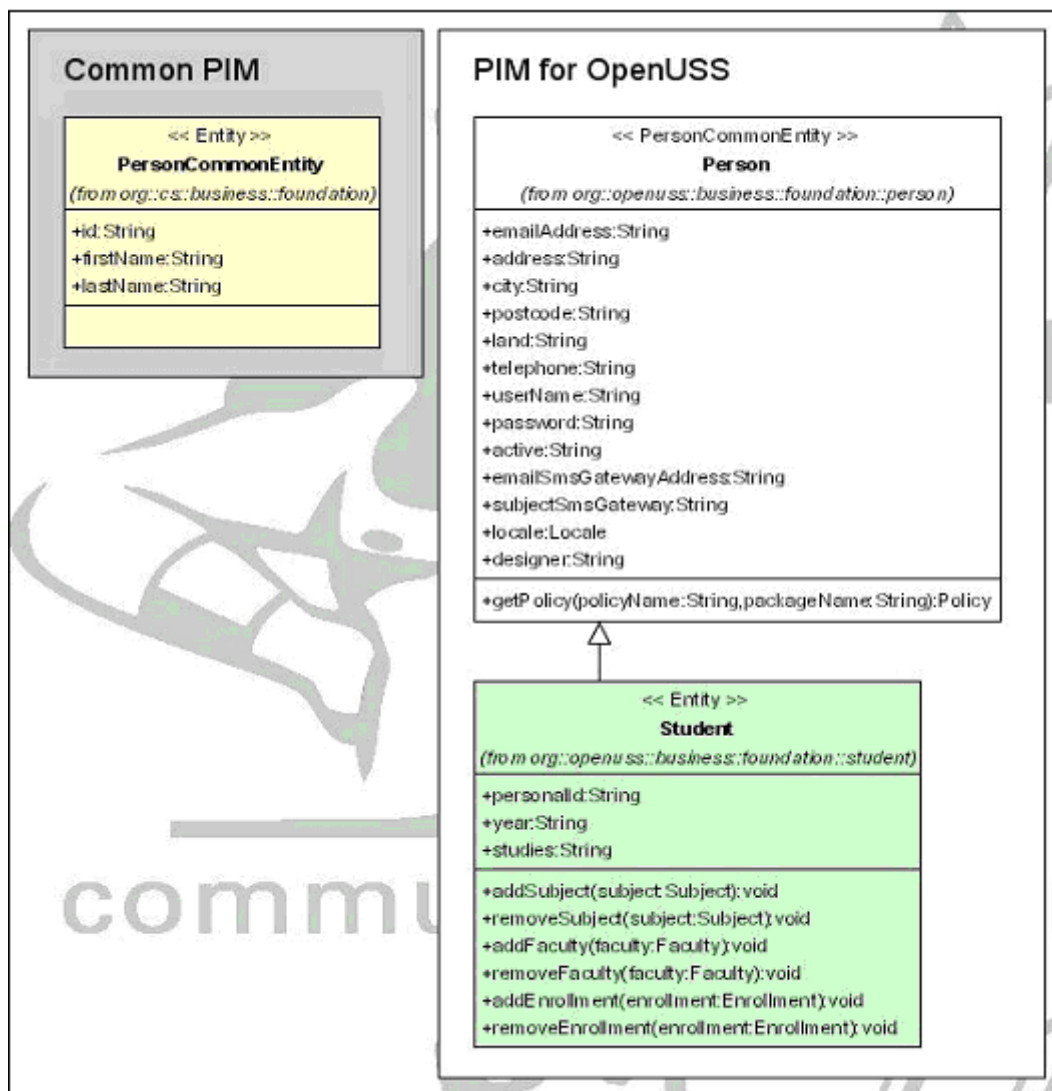 Common PIM
<< Entity >>
PersonCommonEntity
(from org::cs::business::foundation)
+id:String
+firstName:String
+lastName:String
PIM for OpenUSS
<< PersonCommonEntity >>
Person
(from org::openuss::business::foundation::person)
+emailAddress:String
+address:String
+city:String
+postcode:String
+land:String
+telephone:String
+userName:String
+password:String
+active:String
+emailSmsGatewayAddress:String
+subjectSmsGateway:String
+locale:Locale
+designer:String
+getPolicy(policyName:String,packageName:String):Policy
<< Entity >>
Student
(from org::openuss::business::foundation::student)
+personalId:String
+year:String
+studies:String
+addSubject(subject:Subject):void
+removeSubject(subject:Subject):void
+addFaculty(faculty:Faculty):void
+removeFaculty(faculty:Faculty):void
+addEnrollment(enrollment:Enrollment):void
+removeEnrollment(enrollment:Enrollment):void